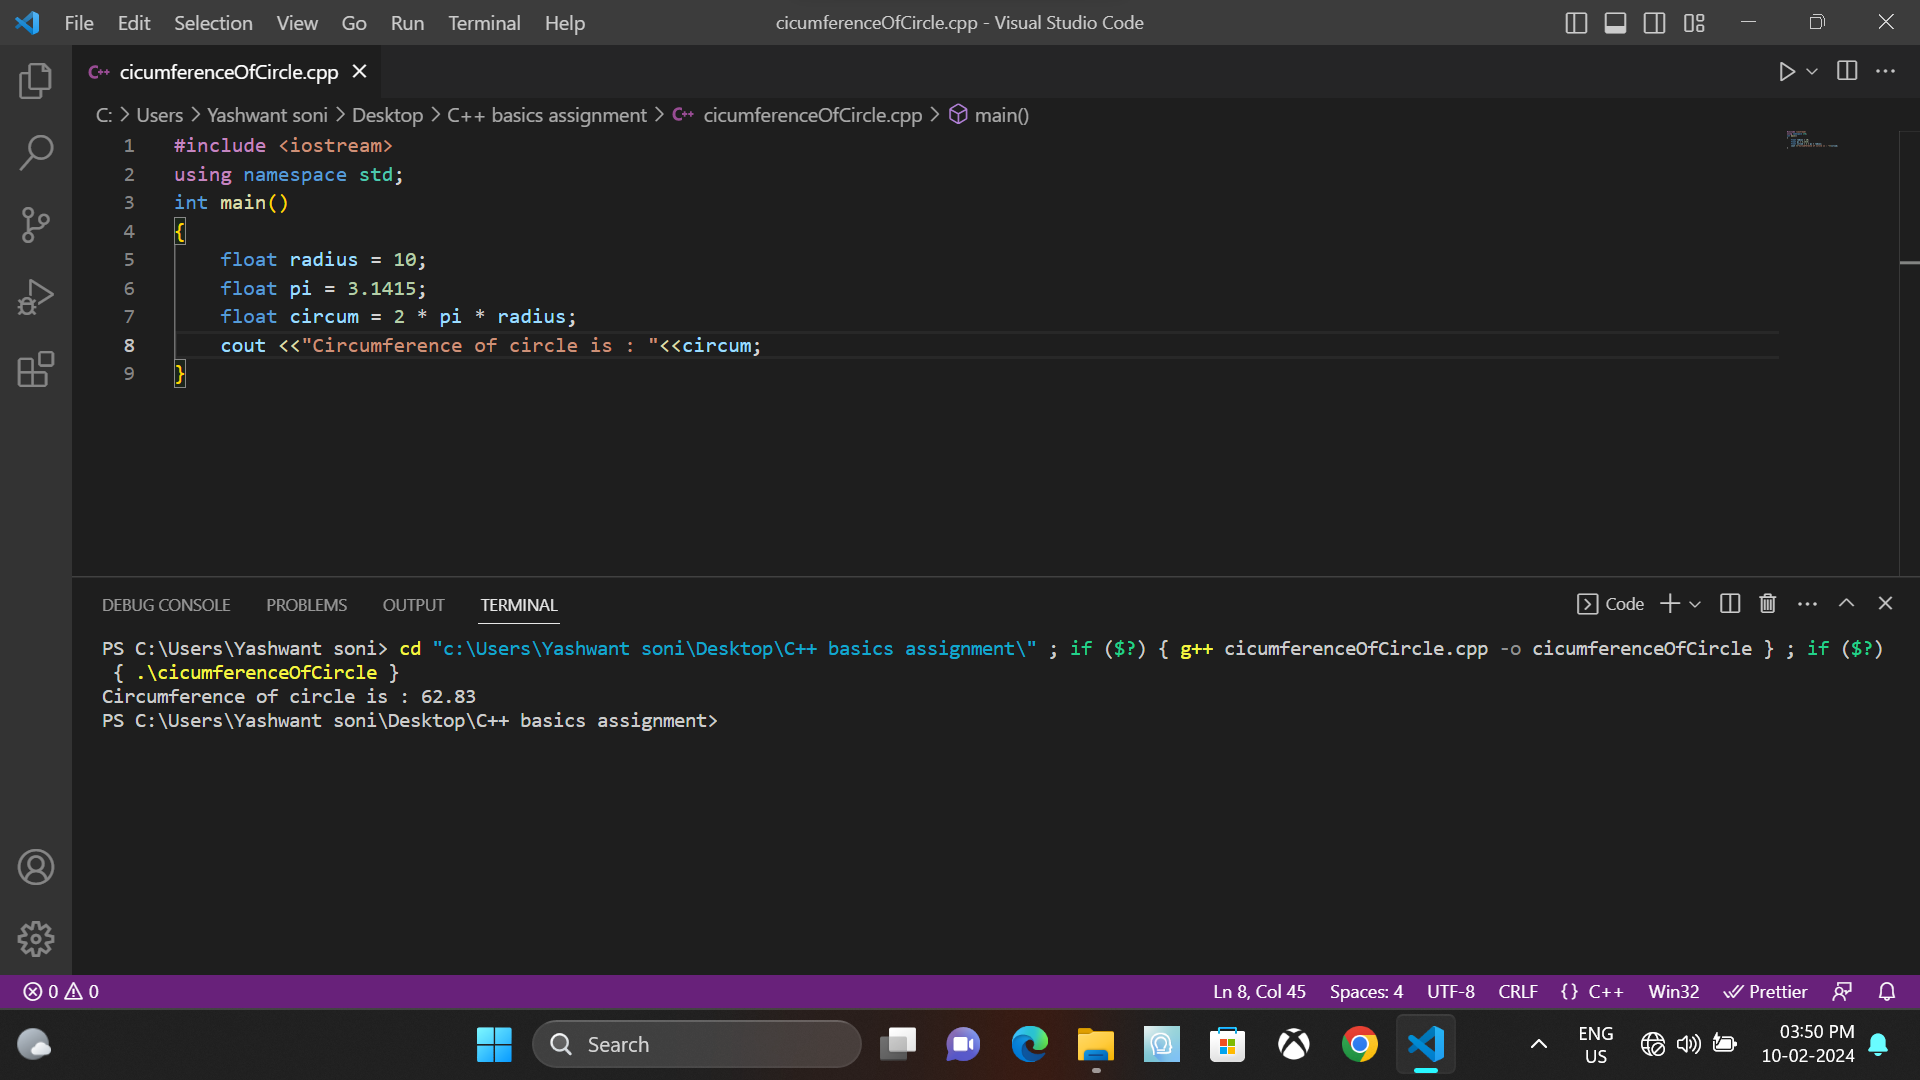 File Edit Selection View Go Run Terminal Help cicumferenceOfCircle.cpp - Visual Studio Code
C++ cicumferenceOfCircle.cpp
C: > Users > Yashwant soni > Desktop > C++ basics assignment > C++ cicumferenceOfCircle.cpp > main()
1 #include <iostream>
2 using namespace std;
3 int main()
4 {
5 float radius = 10;
6 float pi = 3.1415;
7 float circum = 2 * pi * radius;
8 cout <<"Circumference of circle is : "<<circum;
9 }
DEBUG CONSOLE PROBLEMS OUTPUT TERMINAL Code
PS C:\Users\Yashwant soni> cd "c:\Users\Yashwant soni\Desktop\C++ basics assignment\" ; if ($?) { g++ cicumferenceOfCircle.cpp -o cicumferenceOfCircle } ; if ($?)
{ .\cicumferenceOfCircle }
Circumference of circle is : 62.83
PS C:\Users\Yashwant soni\Desktop\C++ basics assignment>
0 0 Ln 8, Col 45 Spaces: 4 UTF-8 CRLF {} C++ Win32 Prettier
Search
ENG
US
03:50 PM
10-02-2024